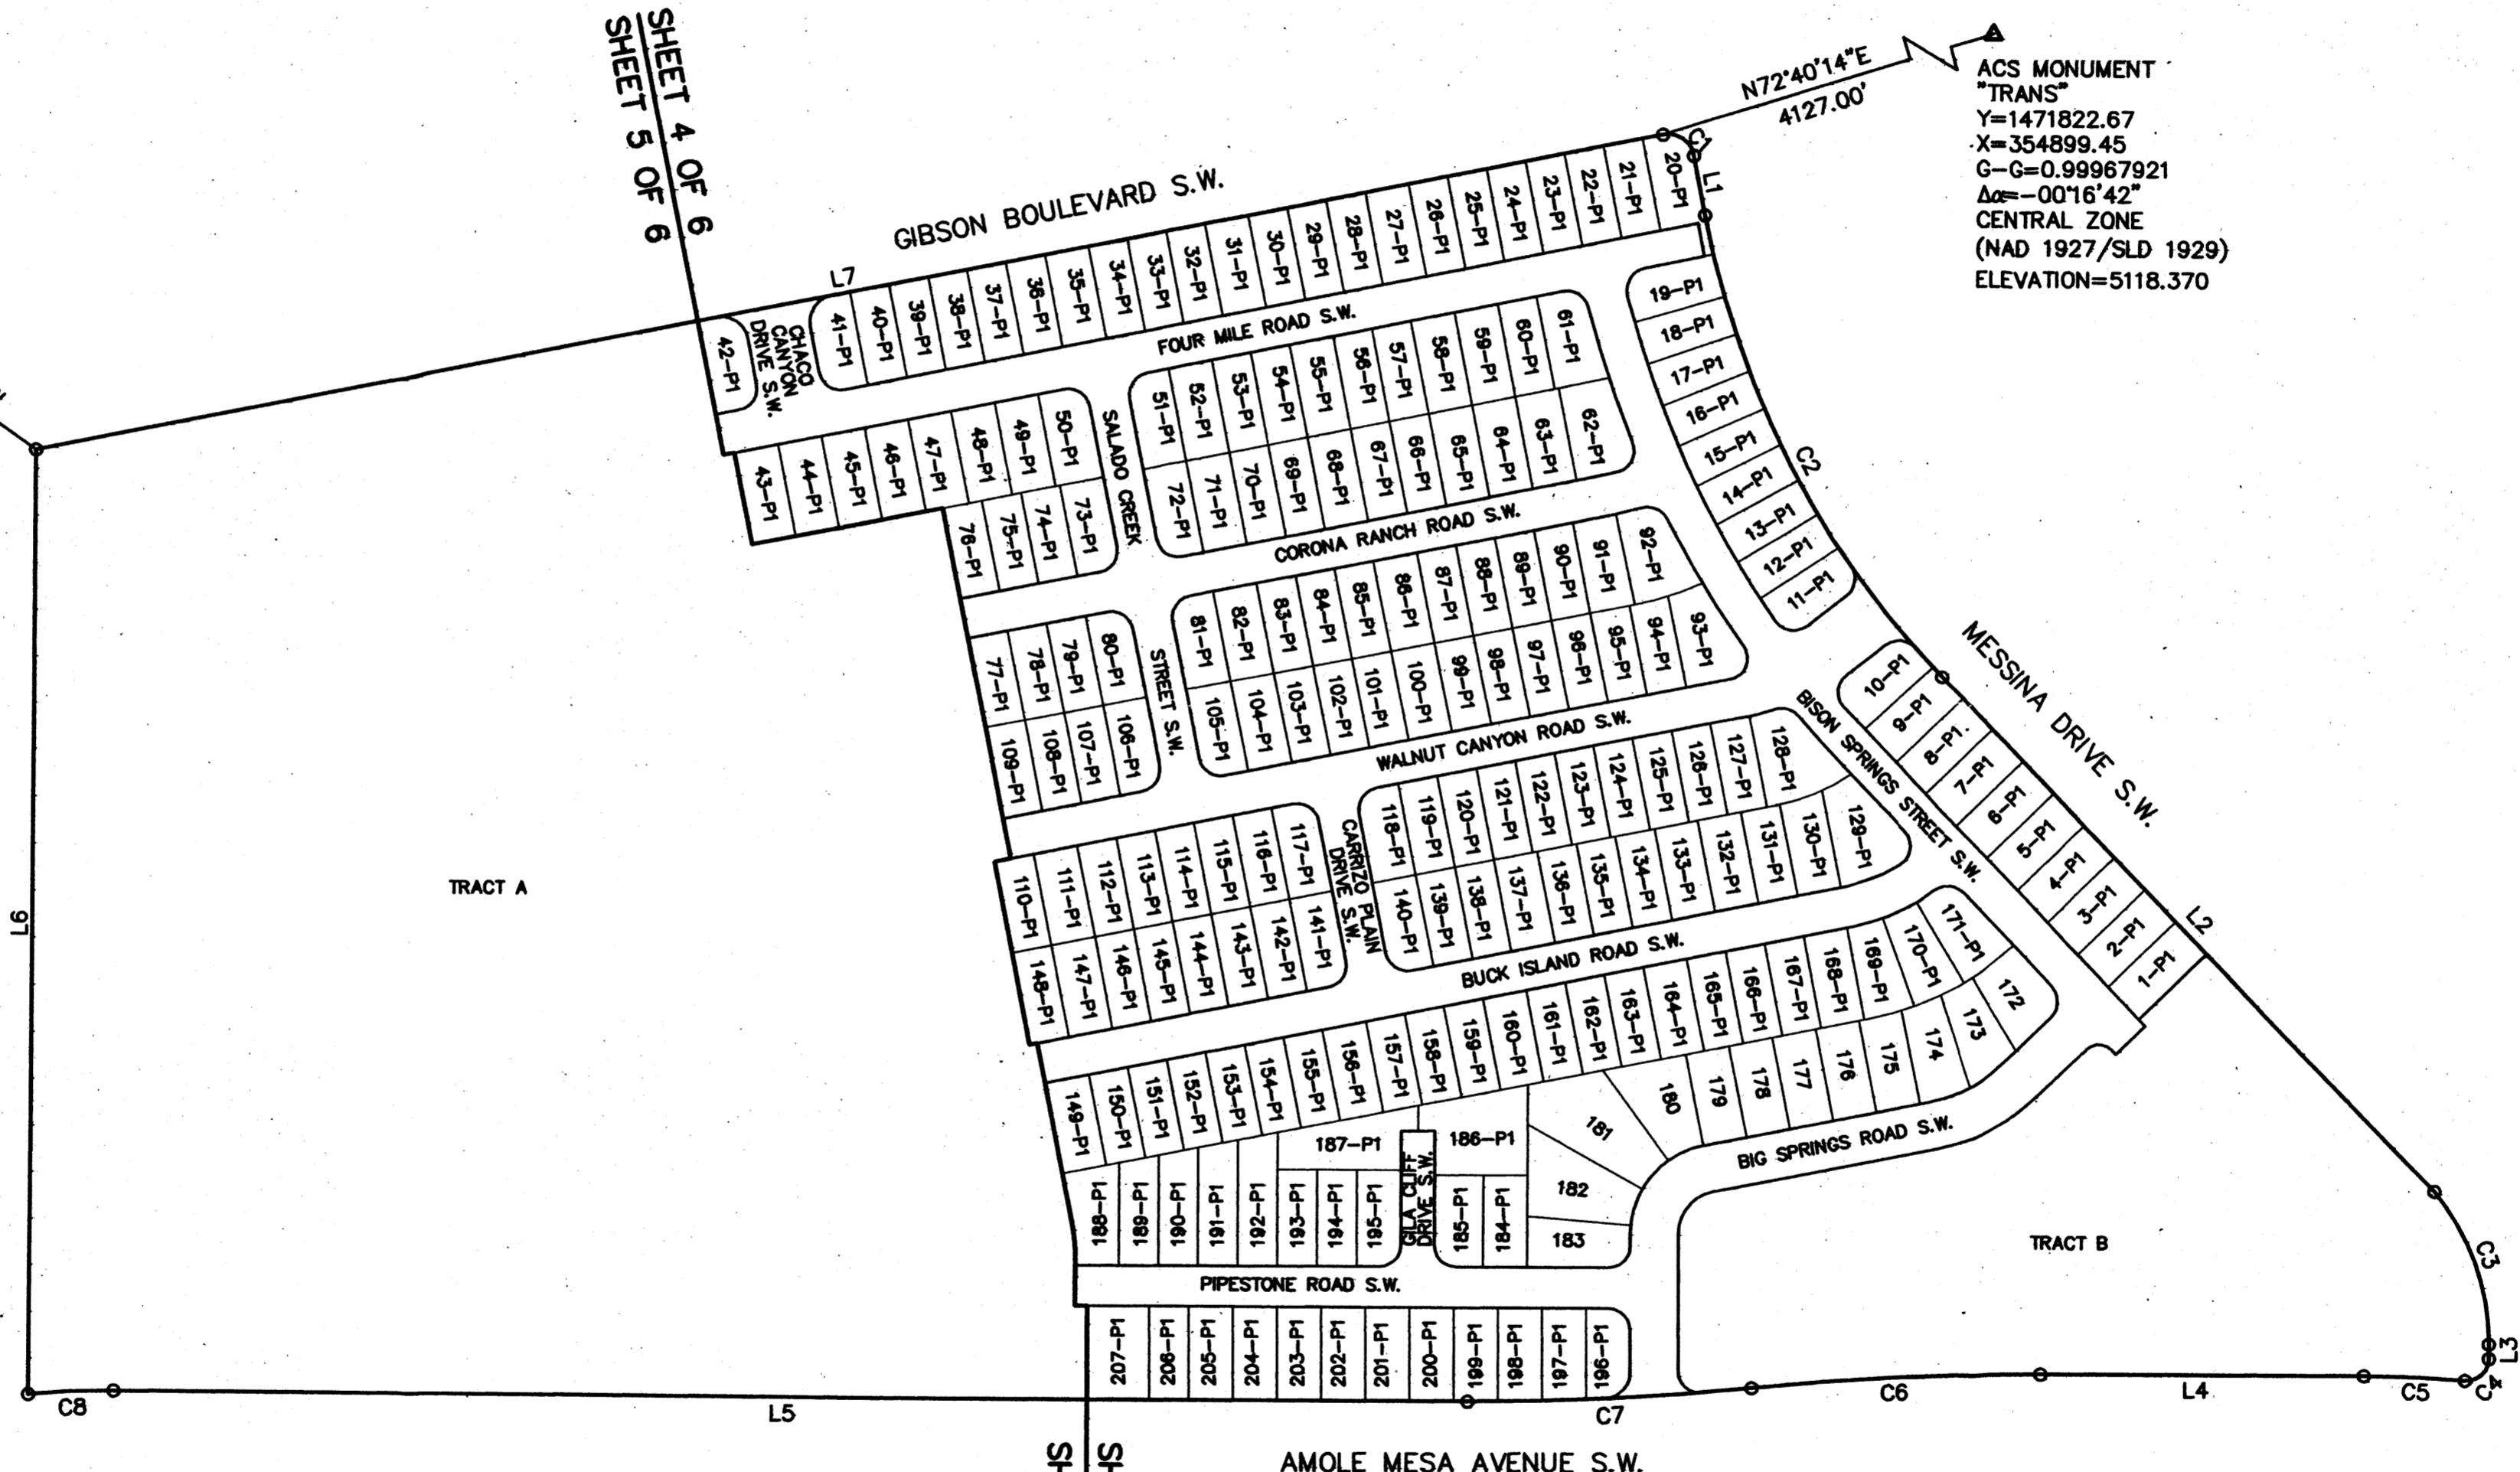 SHEET 4 OF 6
SHEET 5 OF 6
N72°40'14"E
4127.00'
ACS MONUMENT
"TRANS"
Y=1471822.67
X=354899.45
G-G=0.99967921
Δα=-00°16'42"
CENTRAL ZONE
(NAD 1927/SLD 1929)
ELEVATION=5118.370
GIBSON BOULEVARD S.W.
C1
L1
L7
20-P1
21-P1
22-P1
23-P1
24-P1
25-P1
26-P1
27-P1
28-P1
29-P1
30-P1
31-P1
32-P1
33-P1
34-P1
35-P1
36-P1
37-P1
38-P1
39-P1
40-P1
41-P1
CHACO
CANYON
DRIVE S.W.
42-P1
FOUR MILE ROAD S.W.
19-P1
18-P1
17-P1
16-P1
15-P1
14-P1
13-P1
12-P1
11-P1
C2
43-P1
44-P1
45-P1
46-P1
47-P1
48-P1
49-P1
50-P1
SALADO CREEK
STREET S.W.
51-P1
52-P1
53-P1
54-P1
55-P1
56-P1
57-P1
58-P1
59-P1
60-P1
61-P1
72-P1
71-P1
70-P1
69-P1
68-P1
67-P1
66-P1
65-P1
64-P1
63-P1
62-P1
76-P1
75-P1
74-P1
73-P1
CORONA RANCH ROAD S.W.
77-P1
78-P1
79-P1
80-P1
81-P1
82-P1
83-P1
84-P1
85-P1
86-P1
87-P1
88-P1
89-P1
90-P1
91-P1
92-P1
109-P1
108-P1
107-P1
106-P1
105-P1
104-P1
103-P1
102-P1
101-P1
100-P1
99-P1
98-P1
97-P1
96-P1
95-P1
94-P1
93-P1
WALNUT CANYON ROAD S.W.
MESSINA DRIVE S.W.
BISON SPRINGS STREET S.W.
10-P1
9-P1
8-P1
7-P1
6-P1
5-P1
4-P1
3-P1
2-P1
1-P1
L2
110-P1
111-P1
112-P1
113-P1
114-P1
115-P1
116-P1
117-P1
CARRIZO PLAIN
DRIVE S.W.
118-P1
119-P1
120-P1
121-P1
122-P1
123-P1
124-P1
125-P1
126-P1
127-P1
128-P1
148-P1
147-P1
146-P1
145-P1
144-P1
143-P1
142-P1
141-P1
140-P1
139-P1
138-P1
137-P1
136-P1
135-P1
134-P1
133-P1
132-P1
131-P1
130-P1
129-P1
BUCK ISLAND ROAD S.W.
TRACT A
L6
149-P1
150-P1
151-P1
152-P1
153-P1
154-P1
155-P1
156-P1
157-P1
158-P1
159-P1
160-P1
161-P1
162-P1
163-P1
164-P1
165-P1
166-P1
167-P1
168-P1
169-P1
170-P1
171-P1
172
173
174
175
176
177
178
179
180
181
182
183
BIG SPRINGS ROAD S.W.
187-P1
186-P1
GILA CLIFF
DRIVE S.W.
188-P1
189-P1
190-P1
191-P1
192-P1
193-P1
194-P1
195-P1
185-P1
184-P1
PIPESTONE ROAD S.W.
TRACT B
207-P1
206-P1
205-P1
204-P1
203-P1
202-P1
201-P1
200-P1
199-P1
198-P1
197-P1
196-P1
C3
L3
C4
C5
L4
C6
C7
L5
C8
SH
SH
AMOLE MESA AVENUE S.W.